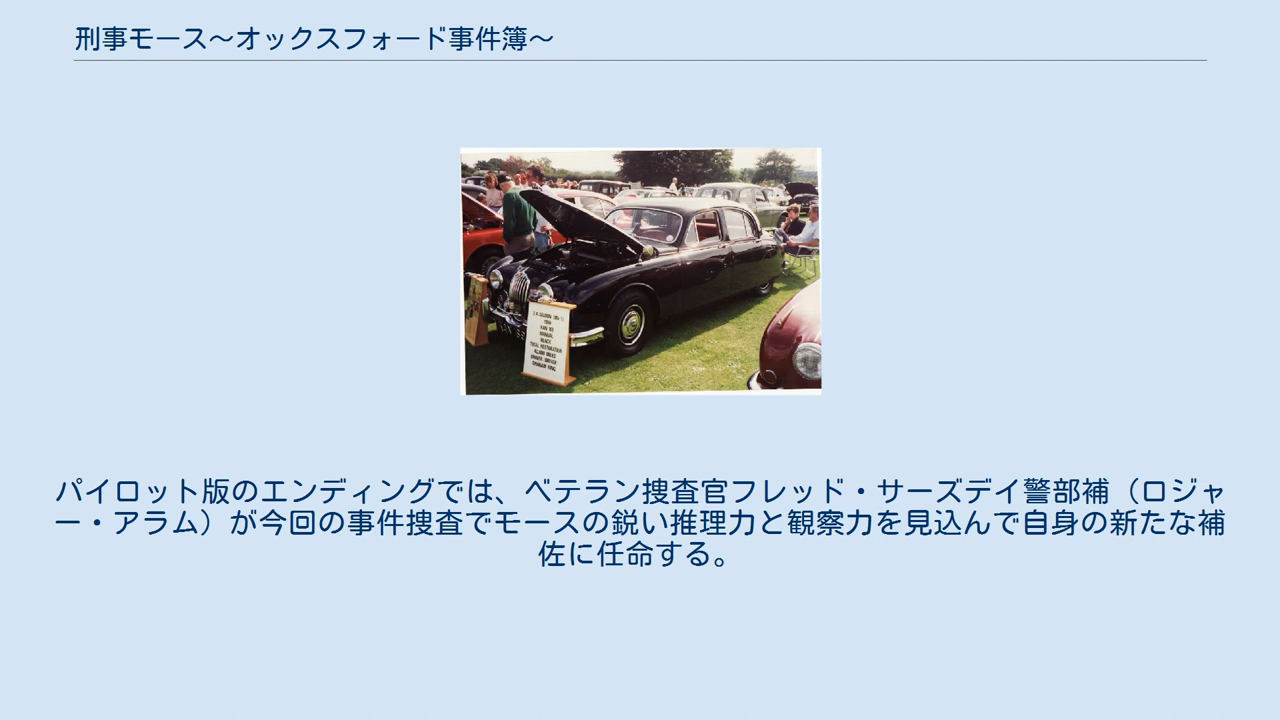 刑事モース〜オックスフォード事件簿〜
MANUAL
BLACK
TOTAL RESTORATION
パイロット版のエンディングでは、ベテラン捜査官フレッド・サーズデイ警部補（ロジャ
ー・アラム）が今回の事件捜査でモースの鋭い推理力と観察力を見込んで自身の新たな補
佐に任命する。